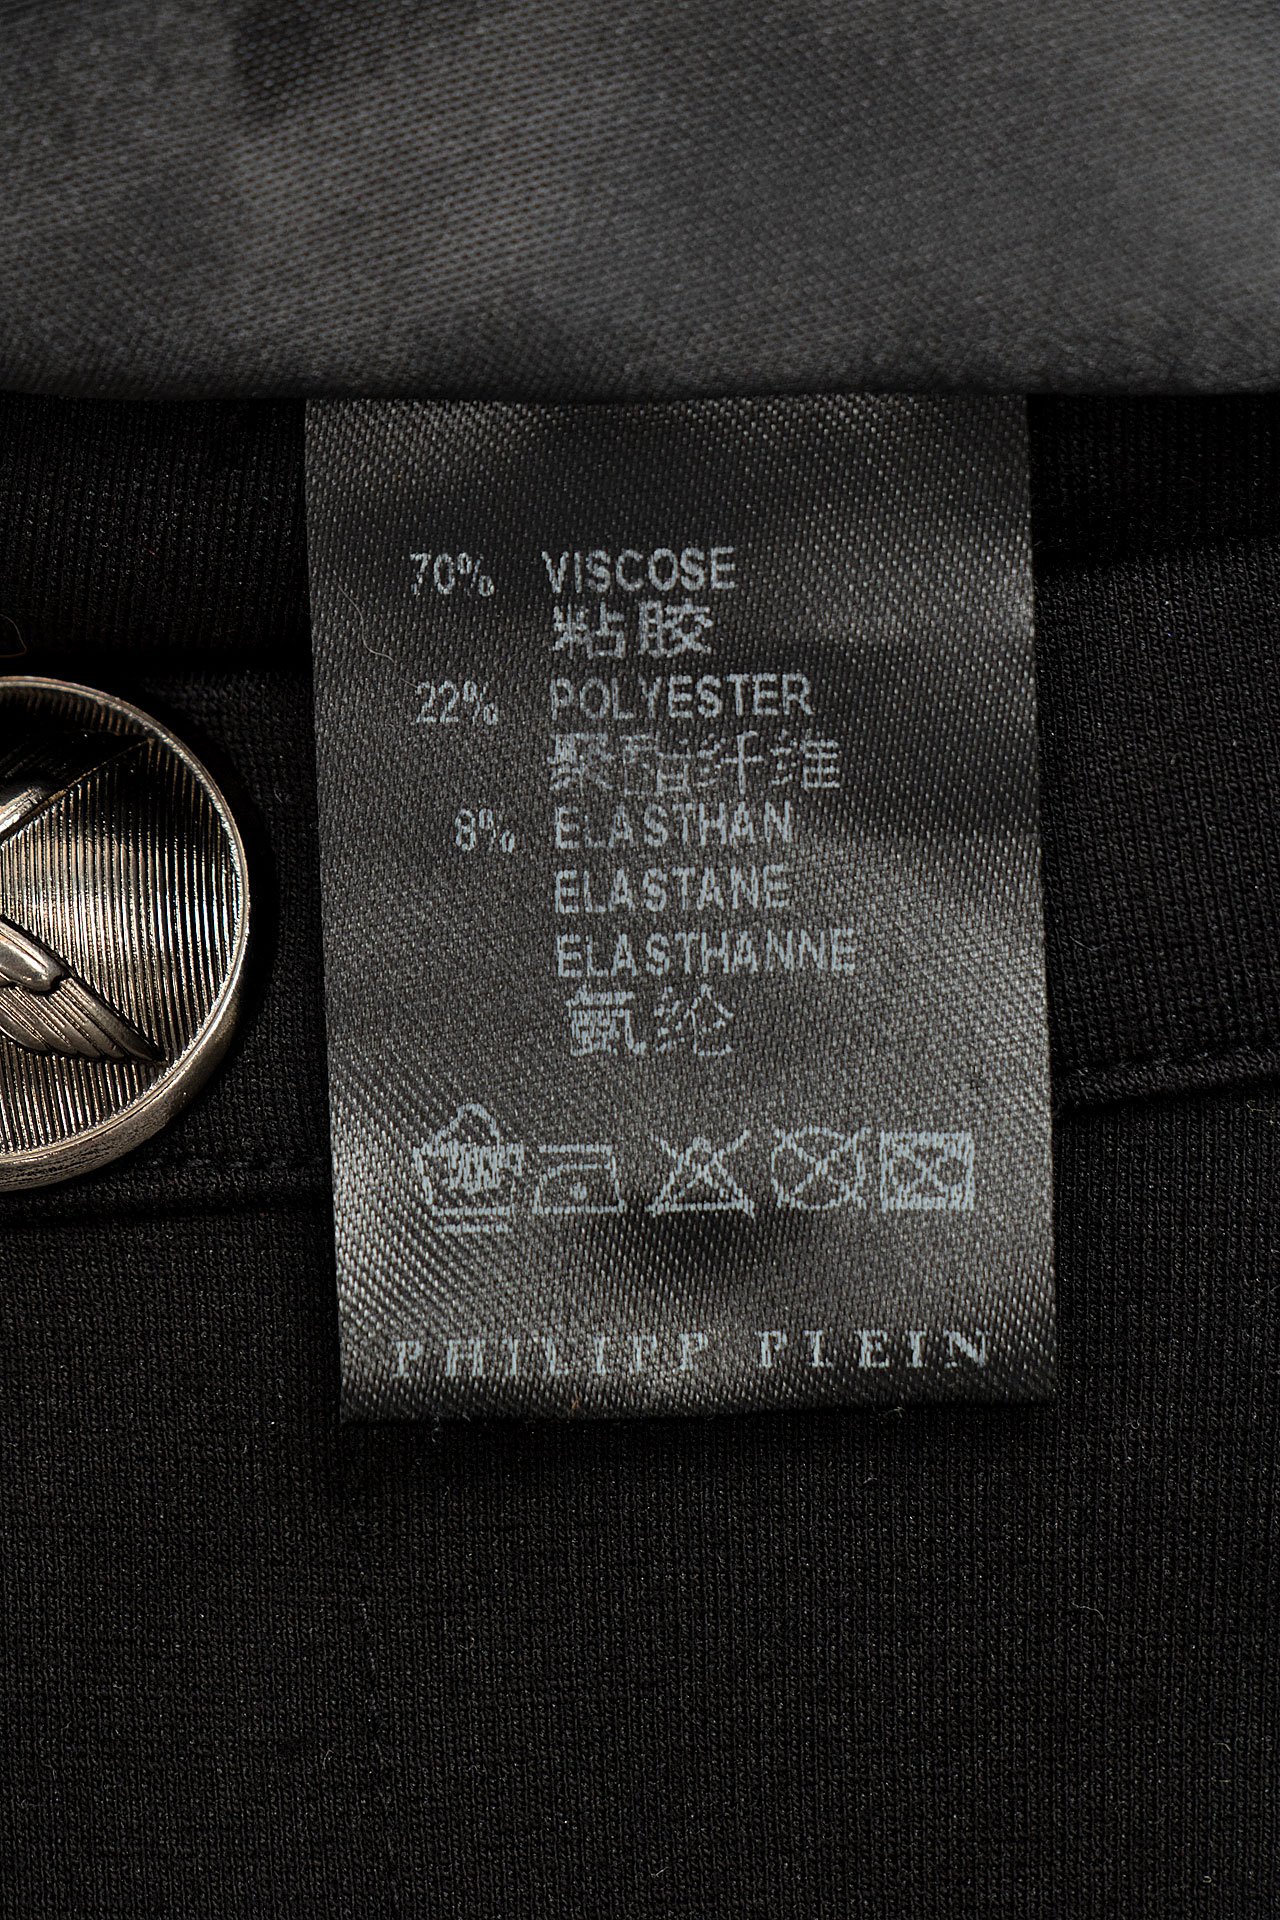 70% VISCOSE
粘胶
22% POLYESTER
聚酯纤维
8% ELASTHAN
ELASTANE
ELASTHANNE
氨纶
PHILIPP PLEIN